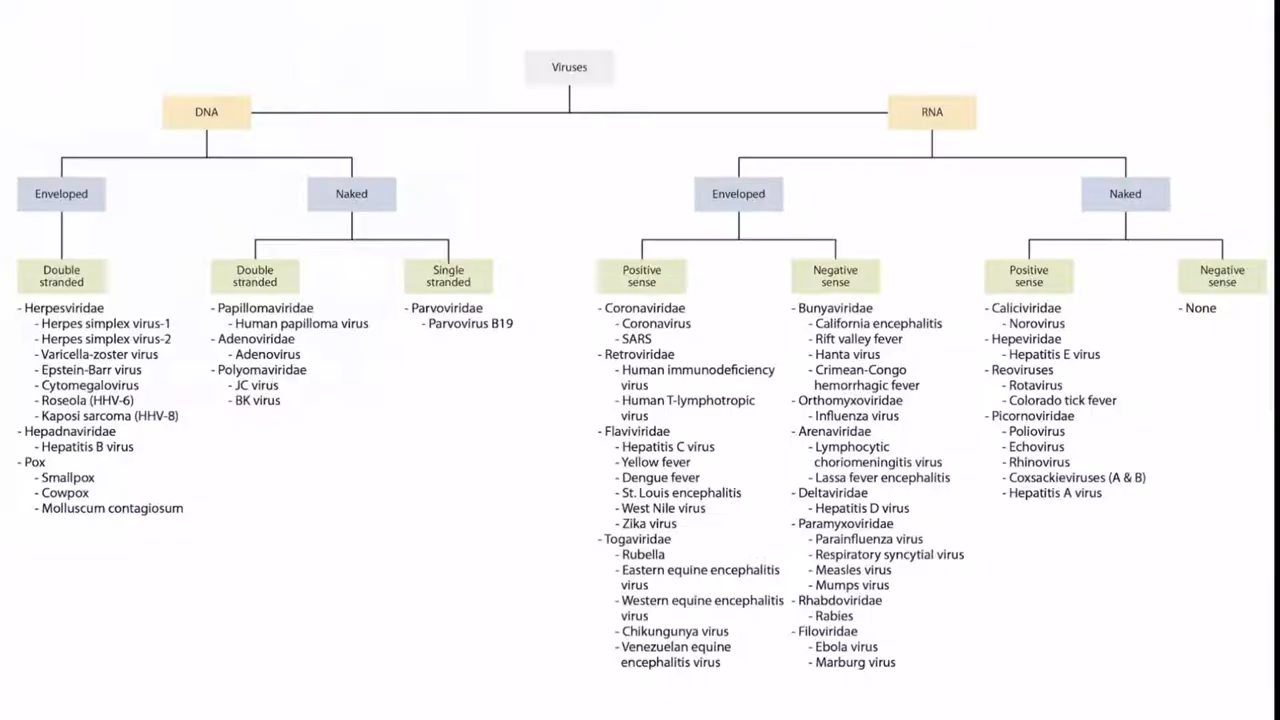 Viruses
DNA
RNA
Enveloped
Naked
Enveloped
Naked
Double
stranded
- Herpesviridae
- Herpes simplex virus-1
- Herpes simplex virus-2
- Varicella-zoster virus
- Epstein-Barr virus
- Cytomegalovirus
- Roseola (HHV-6)
- Kaposi sarcoma (HHV-8)
- Hepadnaviridae
- Hepatitis B virus
- Pox
- Smallpox
- Cowpox
- Molluscum contagiosum
Double
stranded
- Papillomaviridae
- Human papilloma virus
- Adenoviridae
- Adenovirus
- Polyomaviridae
- JC virus
- BK virus
Single
stranded
- Parvoviridae
- Parvovirus B19
Positive
sense
- Coronaviridae
- Coronavirus
- SARS
- Retroviridae
- Human immunodeficiency
virus
- Human T-lymphotropic
virus
- Flaviviridae
- Hepatitis C virus
- Yellow fever
- Dengue fever
- St. Louis encephalitis
- West Nile virus
- Zika virus
- Togaviridae
- Rubella
- Eastern equine encephalitis
virus
- Western equine encephalitis
virus
- Chikungunya virus
- Venezuelan equine
encephalitis virus
Negative
sense
- Bunyaviridae
- California encephalitis
- Rift valley fever
- Hanta virus
- Crimean-Congo
hemorrhagic fever
- Orthomyxoviridae
- Influenza virus
- Arenaviridae
- Lymphocytic
choriomeningitis virus
- Lassa fever encephalitis
- Deltaviridae
- Hepatitis D virus
- Paramyxoviridae
- Parainfluenza virus
- Respiratory syncytial virus
- Measles virus
- Mumps virus
- Rhabdoviridae
- Rabies
- Filoviridae
- Ebola virus
- Marburg virus
Positive
sense
- Caliciviridae
- Norovirus
- Hepeviridae
- Hepatitis E virus
- Reoviruses
- Rotavirus
- Colorado tick fever
- Picornoviridae
- Poliovirus
- Echovirus
- Rhinovirus
- Coxsackieviruses (A & B)
- Hepatitis A virus
Negative
sense
- None